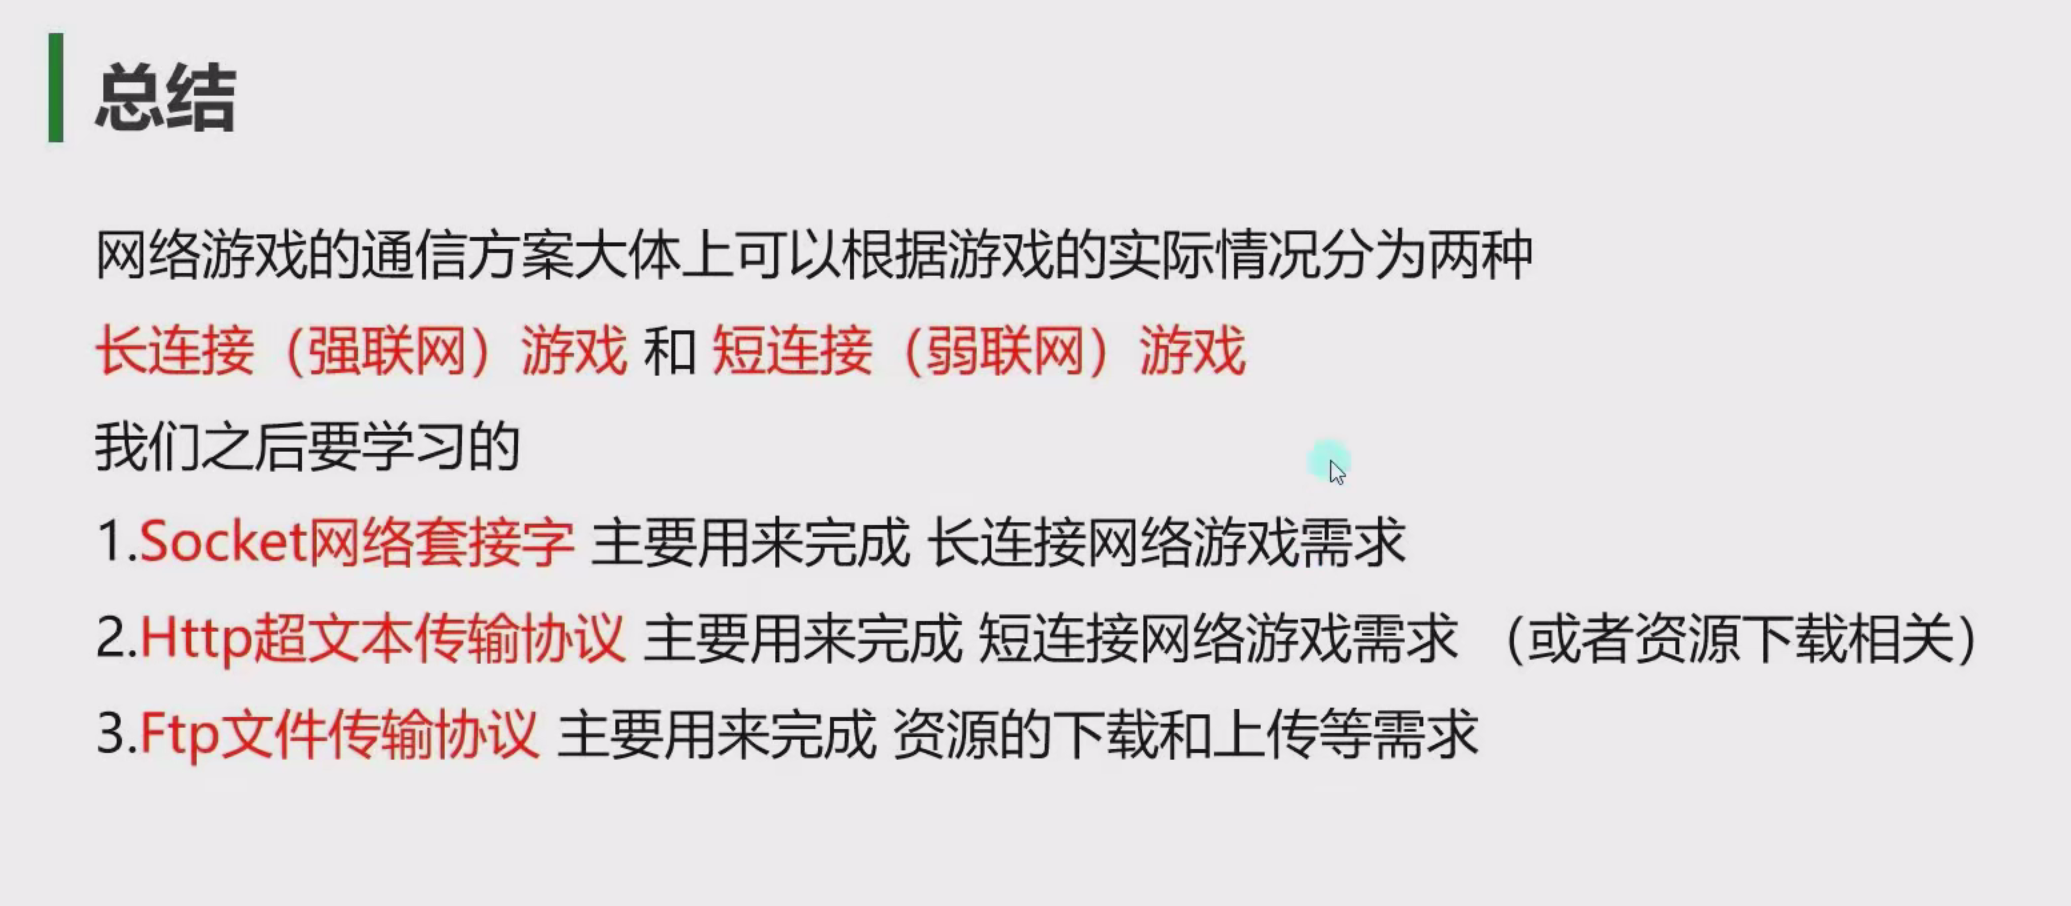 总结
网络游戏的通信方案大体上可以根据游戏的实际情况分为两种
长连接（强联网）游戏 和 短连接（弱联网）游戏
我们之后要学习的
1.Socket网络套接字 主要用来完成 长连接网络游戏需求
2.Http超文本传输协议 主要用来完成 短连接网络游戏需求 （或者资源下载相关）
3.Ftp文件传输协议 主要用来完成 资源的下载和上传等需求